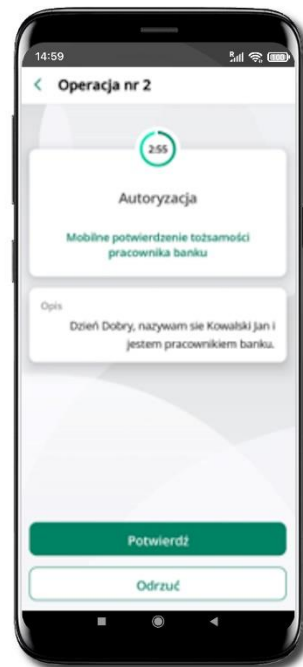 14:59
Operacja nr 2
2:55
Autoryzacja
Mobilne potwierdzenie tożsamości
pracownika banku
Opis
Dzień Dobry, nazywam sie Kowalski Jan i
jestem pracownikiem banku.
Potwierdź
Odrzuć